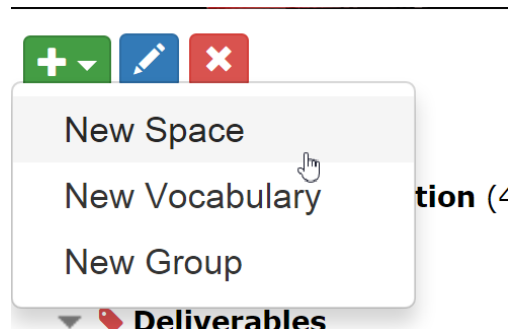 New Space
New Vocabulary
tion (4
New Group
Deliverables